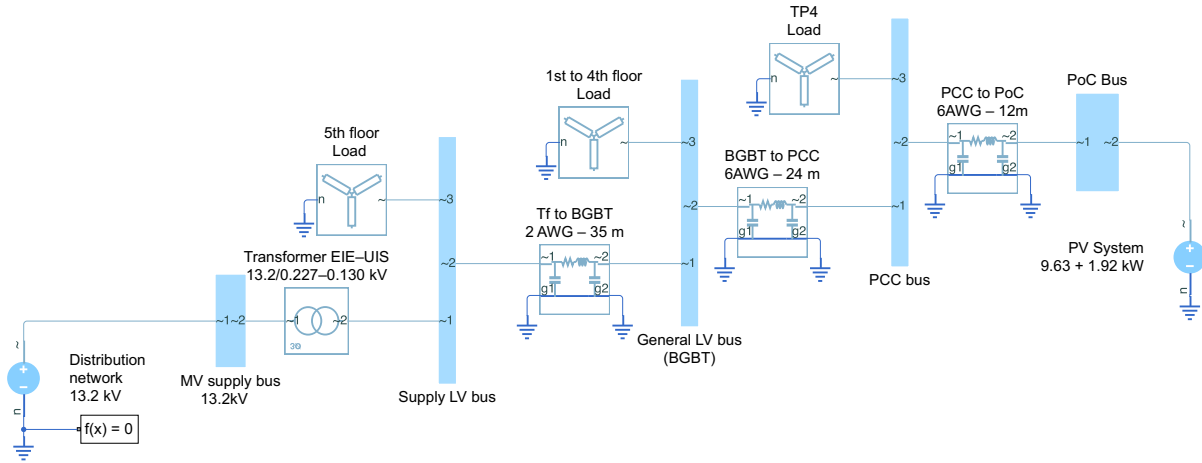 TP4
Load
n
~
~3
1st to 4th floor
Load
n
~
~3
PCC to PoC
6AWG – 12m
~1
~2
g1
g2
~2
PoC Bus
~1
~2
5th floor
Load
n
~
~3
BGBT to PCC
6AWG – 24 m
~1
~2
g1
g2
~2
~1
PCC bus
Tf to BGBT
2 AWG – 35 m
~1
~2
g1
g2
~2
~1
General LV bus
(BGBT)
~
PV System
9.63 + 1.92 kW
n
Transformer EIE–UIS
13.2/0.227–0.130 kV
~1
~2
3Φ
~1
Supply LV bus
~1
~2
MV supply bus
13.2kV
~
Distribution
network
13.2 kV
n
f(x) = 0